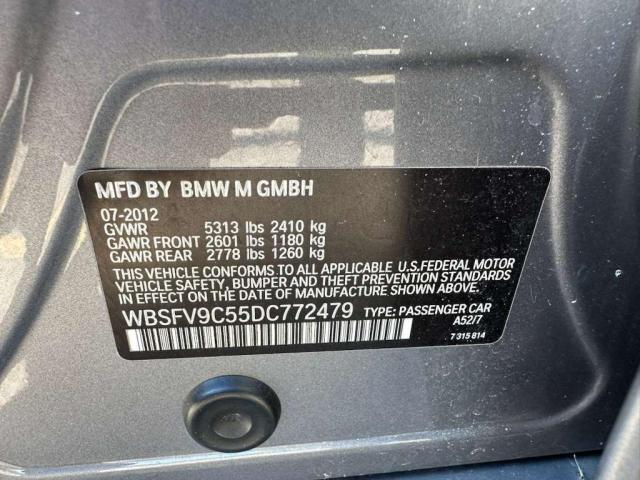 MFD BY BMW M GMBH
07-2012
GVWR 5313 lbs 2410 kg
GAWR FRONT 2601 lbs 1180 kg
GAWR REAR 2778 lbs 1260 kg
THIS VEHICLE CONFORMS TO ALL APPLICABLE U.S.FEDERAL MOTOR
VEHICLE SAFETY, BUMPER AND THEFT PREVENTION STANDARDS
IN EFFECT ON THE DATE OF MANUFACTURE SHOWN ABOVE.
WBSFV9C55DC772479 TYPE: PASSENGER CAR
A52/7
7 315 814